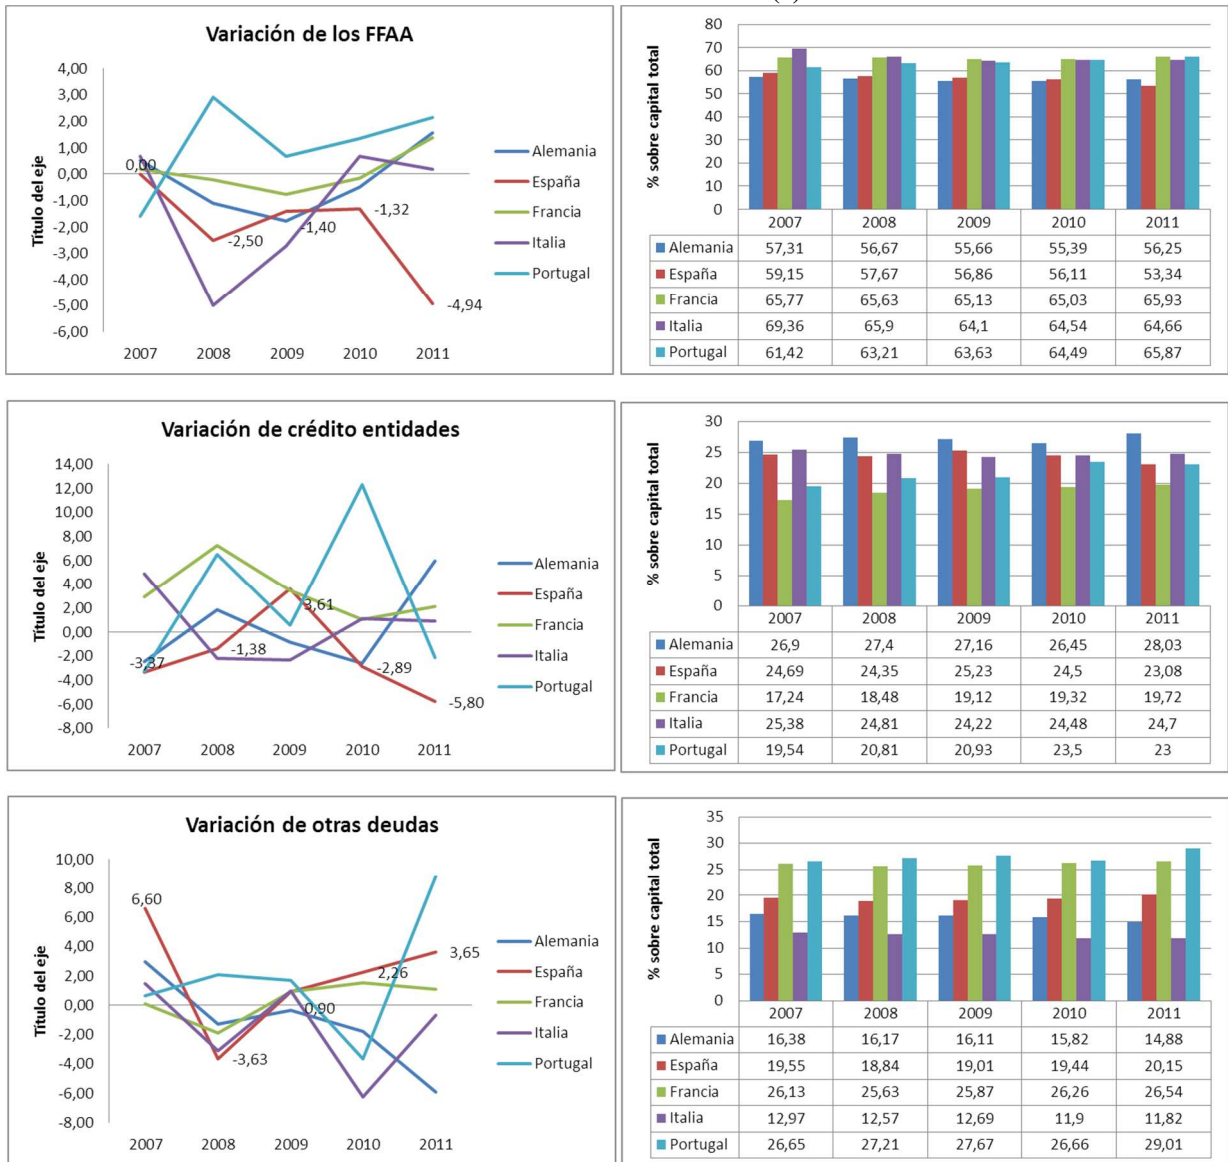 Variación de los FFAA
Título del eje
4,00
3,00
2,00
1,00
0,00
-1,00
-2,00
-3,00
-4,00
-5,00
-6,00
0,00
-2,50
-1,40
-1,32
-4,94
2007 2008 2009 2010 2011
Alemania
España
Francia
Italia
Portugal
% sobre capital total
80
70
60
50
40
30
20
10
0
2007 2008 2009 2010 2011
Alemania 57,31 56,67 55,66 55,39 56,25
España 59,15 57,67 56,86 56,11 53,34
Francia 65,77 65,63 65,13 65,03 65,93
Italia 69,36 65,9 64,1 64,54 64,66
Portugal 61,42 63,21 63,63 64,49 65,87
Variación de crédito entidades
Título del eje
14,00
12,00
10,00
8,00
6,00
4,00
2,00
0,00
-2,00
-4,00
-6,00
-8,00
-3,37
-1,38
3,61
-2,89
-5,80
2007 2008 2009 2010 2011
Alemania
España
Francia
Italia
Portugal
% sobre capital total
30
25
20
15
10
5
0
2007 2008 2009 2010 2011
Alemania 26,9 27,4 27,16 26,45 28,03
España 24,69 24,35 25,23 24,5 23,08
Francia 17,24 18,48 19,12 19,32 19,72
Italia 25,38 24,81 24,22 24,48 24,7
Portugal 19,54 20,81 20,93 23,5 23
Variación de otras deudas
Título del eje
10,00
8,00
6,00
4,00
2,00
0,00
-2,00
-4,00
-6,00
-8,00
6,60
-3,63
0,90
2,26
3,65
2007 2008 2009 2010 2011
Alemania
España
Francia
Italia
Portugal
% sobre capital total
35
30
25
20
15
10
5
0
2007 2008 2009 2010 2011
Alemania 16,38 16,17 16,11 15,82 14,88
España 19,55 18,84 19,01 19,44 20,15
Francia 26,13 25,63 25,87 26,26 26,54
Italia 12,97 12,57 12,69 11,9 11,82
Portugal 26,65 27,21 27,67 26,66 29,01